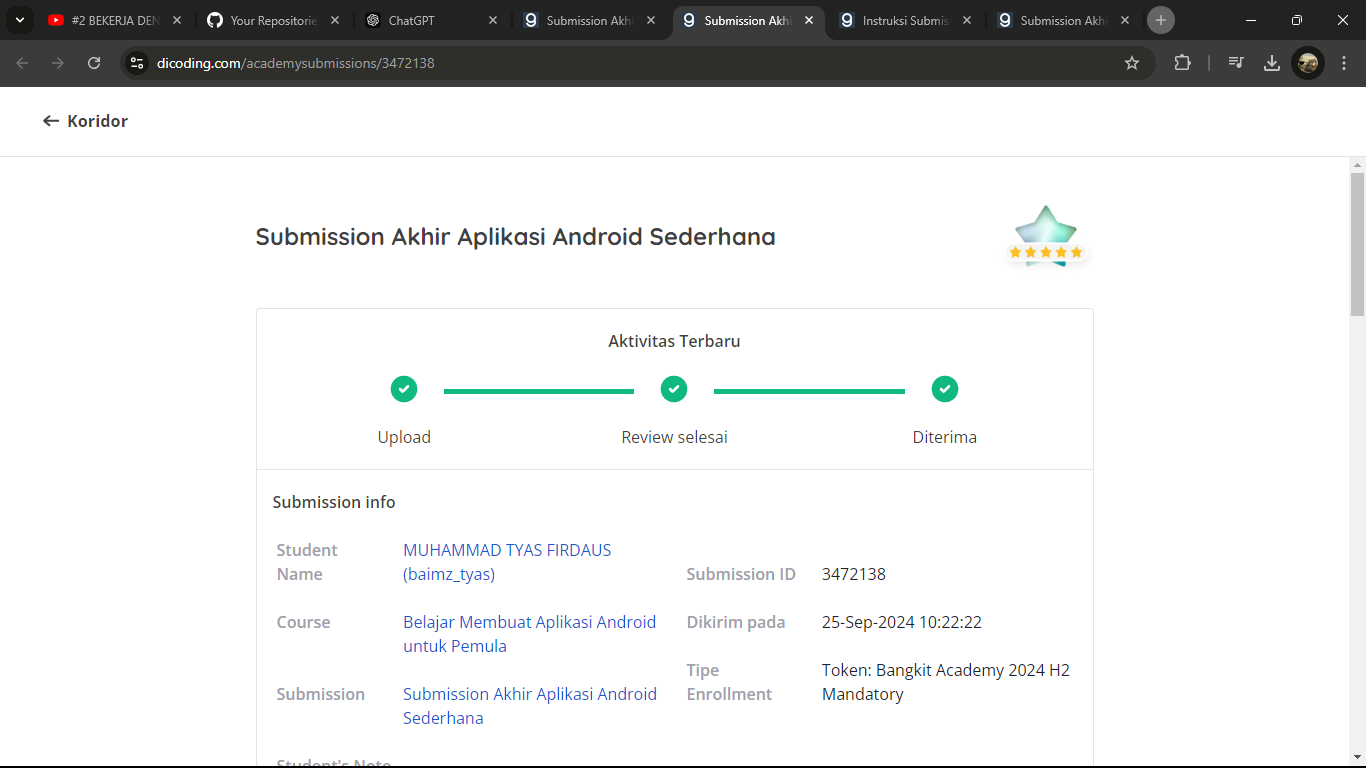 #2 BEKERJA DEN
Your Repositorie
ChatGPT
Submission Akhi
Submission Akhi
Instruksi Submis
Submission Akhi
dicoding.com/academysubmissions/3472138
Koridor
Submission Akhir Aplikasi Android Sederhana
Aktivitas Terbaru
Upload
Review selesai
Diterima
Submission info
Student Name
MUHAMMAD TYAS FIRDAUS
(baimz_tyas)
Submission ID
3472138
Course
Belajar Membuat Aplikasi Android
untuk Pemula
Dikirim pada
25-Sep-2024 10:22:22
Submission
Submission Akhir Aplikasi Android
Sederhana
Tipe
Enrollment
Token: Bangkit Academy 2024 H2
Mandatory
Student's Note